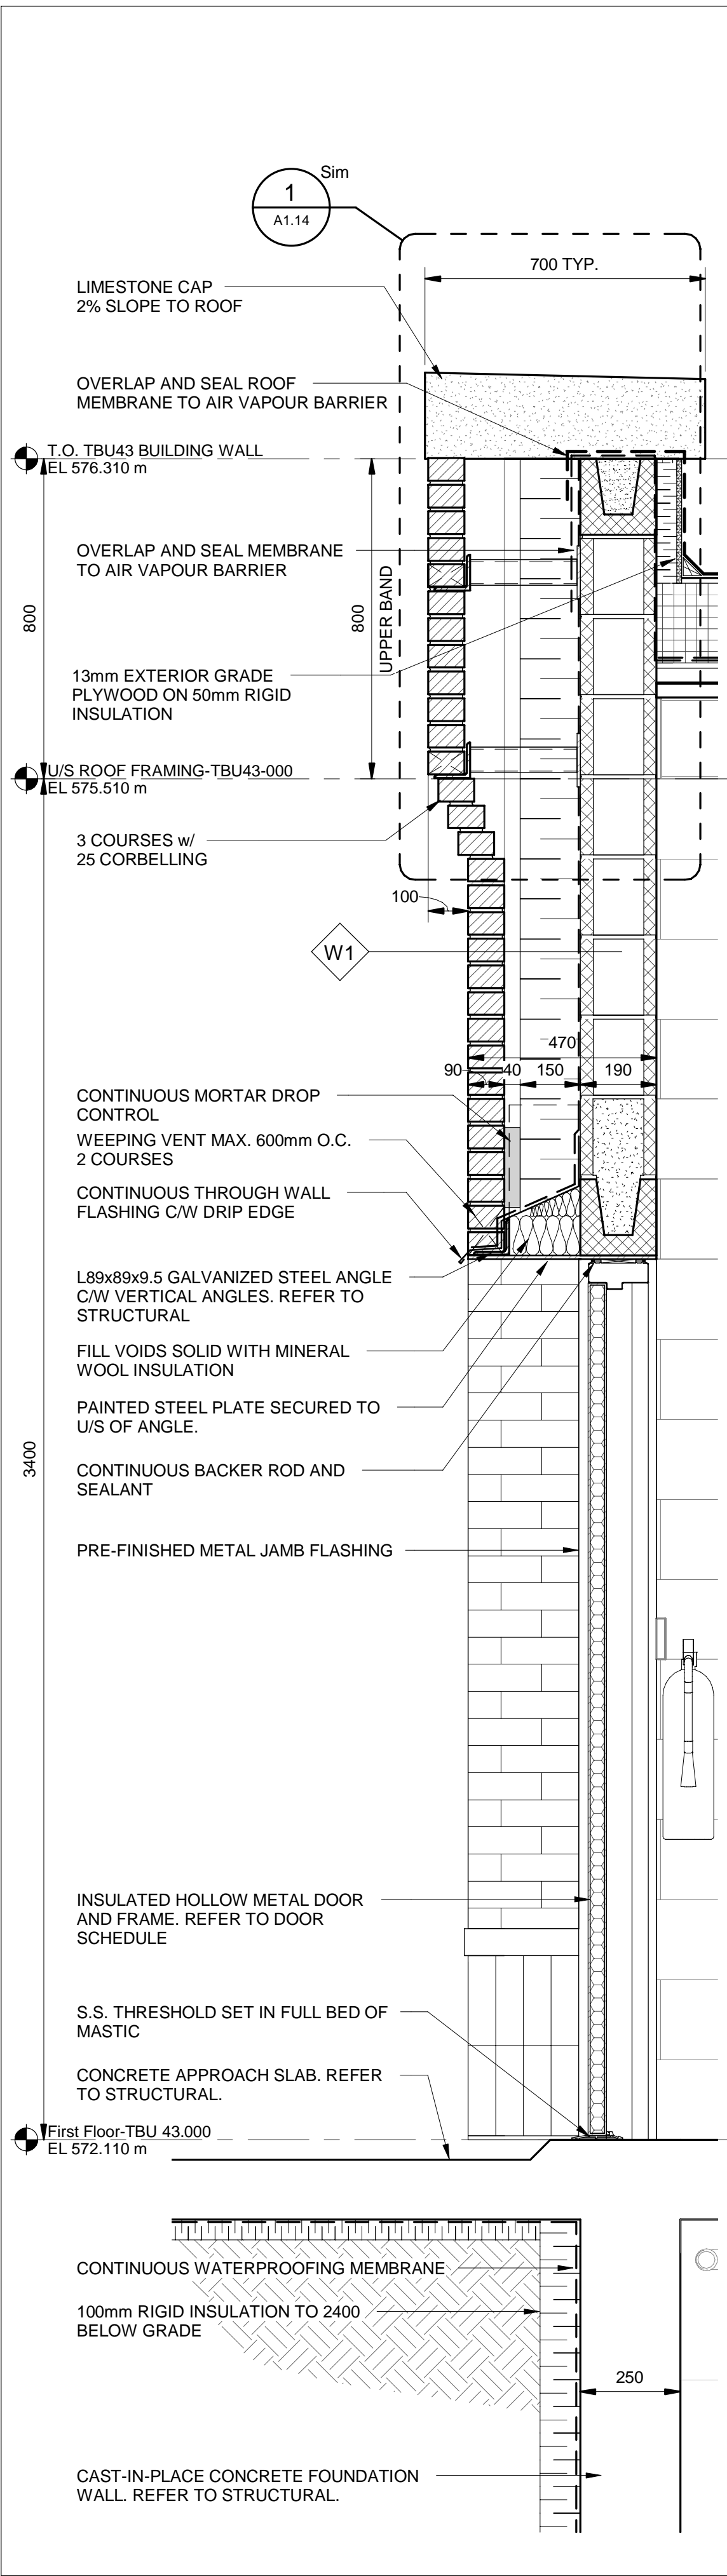 Sim
1
A1.14
700 TYP.
LIMESTONE CAP
2% SLOPE TO ROOF
OVERLAP AND SEAL ROOF
MEMBRANE TO AIR VAPOUR BARRIER
T.O. TBU43 BUILDING WALL
EL 576.310 m
OVERLAP AND SEAL MEMBRANE
TO AIR VAPOUR BARRIER
800
800
UPPER BAND
13mm EXTERIOR GRADE
PLYWOOD ON 50mm RIGID
INSULATION
U/S ROOF FRAMING-TBU43-000
EL 575.510 m
3 COURSES w/
25 CORBELLING
100
W1
470
90
40
150
190
CONTINUOUS MORTAR DROP
CONTROL
WEEPING VENT MAX. 600mm O.C.
2 COURSES
CONTINUOUS THROUGH WALL
FLASHING C/W DRIP EDGE
L89x89x9.5 GALVANIZED STEEL ANGLE
C/W VERTICAL ANGLES. REFER TO
STRUCTURAL
FILL VOIDS SOLID WITH MINERAL
WOOL INSULATION
PAINTED STEEL PLATE SECURED TO
U/S OF ANGLE.
3400
CONTINUOUS BACKER ROD AND
SEALANT
PRE-FINISHED METAL JAMB FLASHING
INSULATED HOLLOW METAL DOOR
AND FRAME. REFER TO DOOR
SCHEDULE
S.S. THRESHOLD SET IN FULL BED OF
MASTIC
CONCRETE APPROACH SLAB. REFER
TO STRUCTURAL.
First Floor-TBU 43.000
EL 572.110 m
CONTINUOUS WATERPROOFING MEMBRANE
100mm RIGID INSULATION TO 2400
BELOW GRADE
250
CAST-IN-PLACE CONCRETE FOUNDATION
WALL. REFER TO STRUCTURAL.